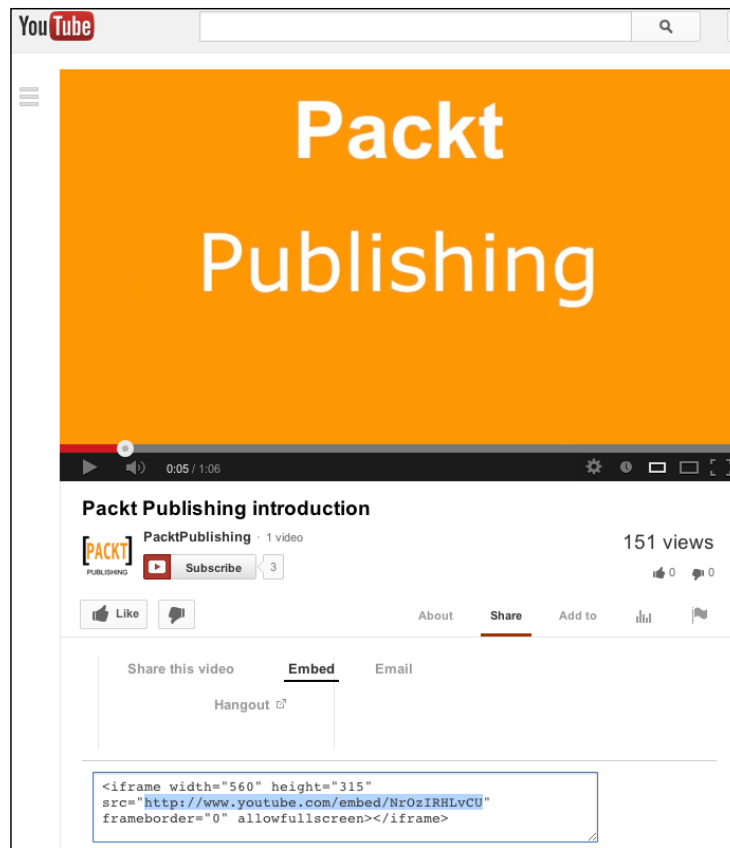 YouTube
Packt
Publishing
0:05 / 1:06
Packt Publishing introduction
PACKT
PUBLISHING
PacktPublishing · 1 video
Subscribe 3
151 views
0 0
Like
About Share Add to
Share this video Embed Email
Hangout
<iframe width="560" height="315"
src="http://www.youtube.com/embed/NrOzIRHLvCU"
frameborder="0" allowfullscreen></iframe>